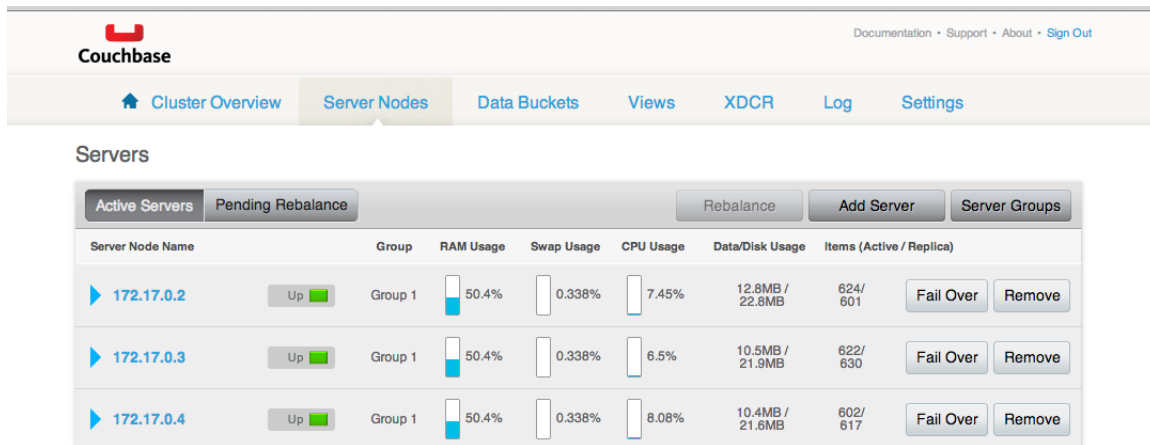 Couchbase
Documentation • Support • About • Sign Out
Cluster Overview Server Nodes Data Buckets Views XDCR Log Settings
Servers
Active Servers Pending Rebalance Rebalance Add Server Server Groups
Server Node Name Group RAM Usage Swap Usage CPU Usage Data/Disk Usage Items (Active / Replica)
172.17.0.2 Up Group 1 50.4% 0.338% 7.45% 12.8MB / 624/ Fail Over Remove
22.8MB 601
172.17.0.3 Up Group 1 50.4% 0.338% 6.5% 10.5MB / 622/ Fail Over Remove
21.9MB 630
172.17.0.4 Up Group 1 50.4% 0.338% 8.08% 10.4MB / 602/ Fail Over Remove
21.6MB 617